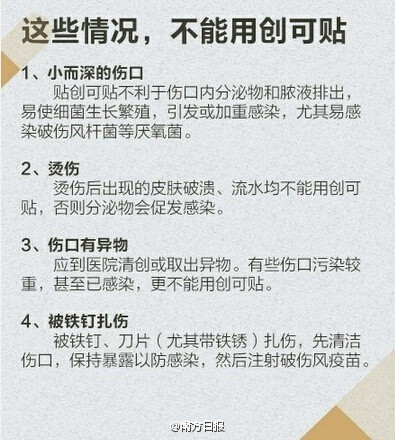 这些情况，不能用创可贴
1、小而深的伤口
贴创可贴不利于伤口内分泌物和脓液排出，
易使细菌生长繁殖，引发或加重感染，尤其易感
染破伤风杆菌等厌氧菌。
2、烫伤
烫伤后出现的皮肤破溃、流水均不能用创可
贴，否则分泌物会促发感染。
3、伤口有异物
应到医院清创或取出异物。有些伤口污染较
重，甚至已感染，更不能用创可贴。
4、被铁钉扎伤
被铁钉、刀片（尤其带铁锈）扎伤，先清洁
伤口，保持暴露以防感染，然后注射破伤风疫苗。
@南方日报